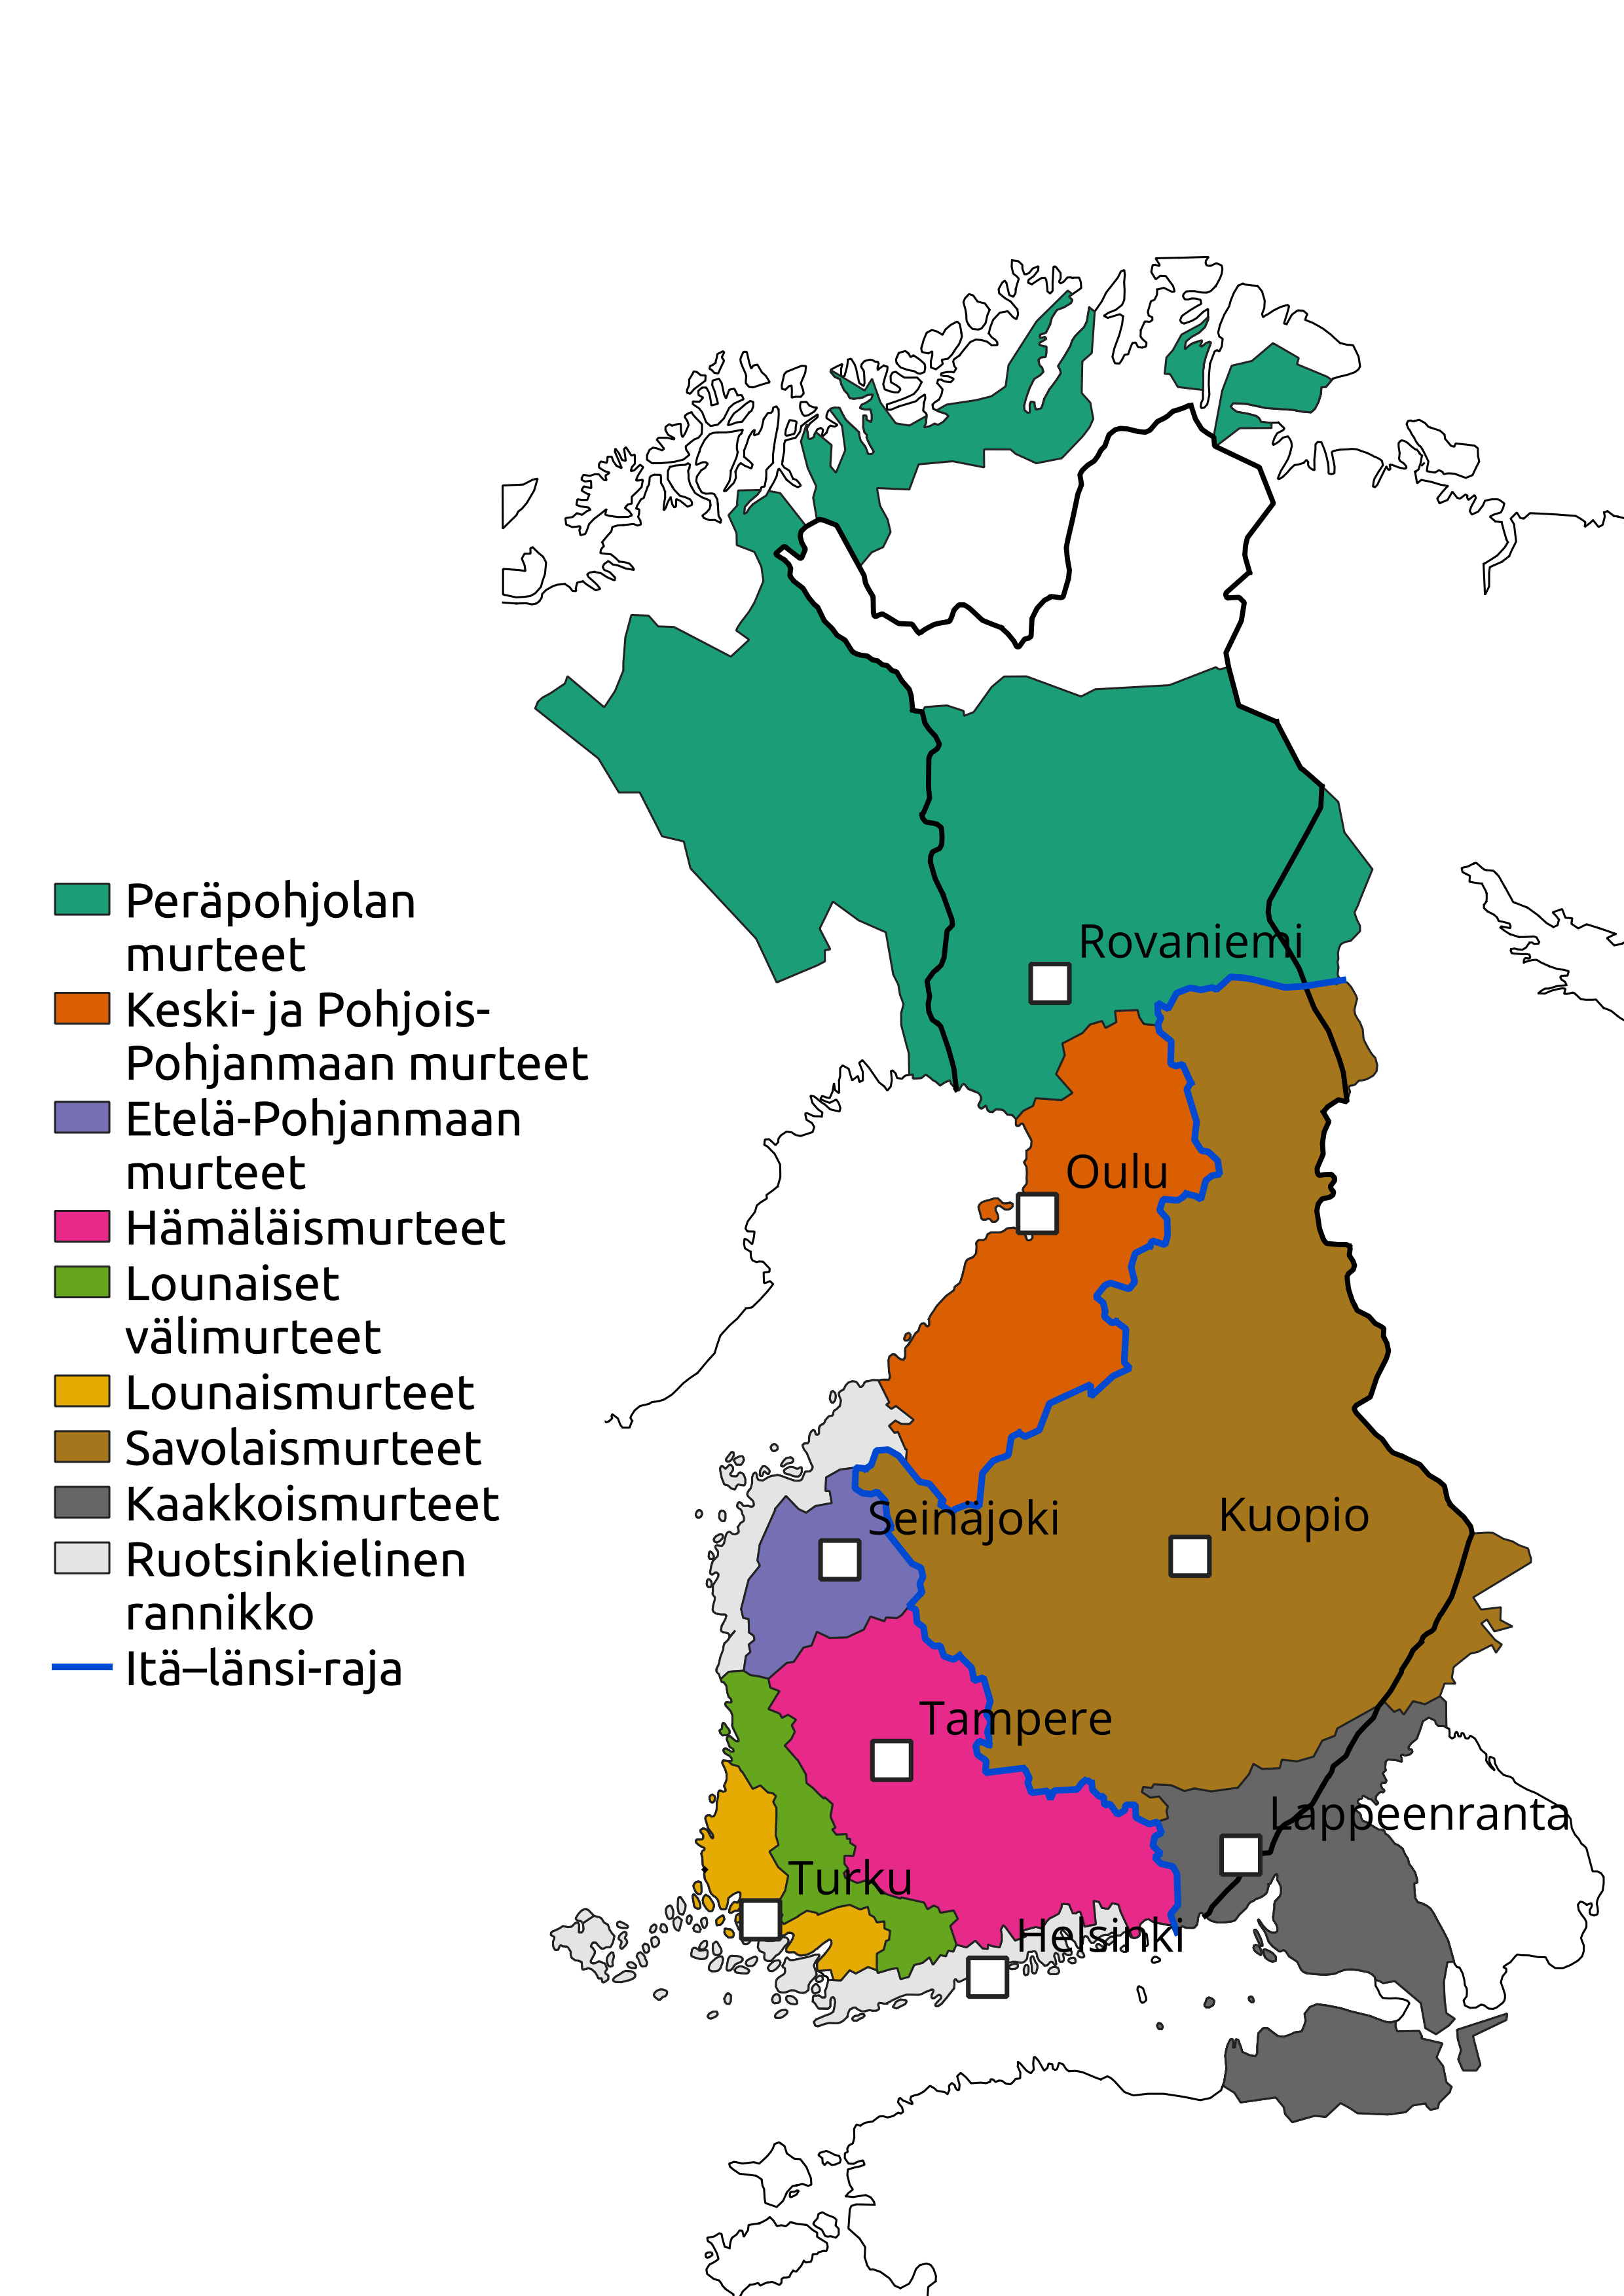 Peräpohjolan
murteet
Keski- ja Pohjois-
Pohjanmaan murteet
Etelä-Pohjanmaan
murteet
Hämäläismurteet
Lounaiset
välimurteet
Lounaismurteet
Savolaismurteet
Kaakkoismurteet
Ruotsinkielinen
rannikko
Itä–länsi-raja
Rovaniemi
Oulu
Seinäjoki
Kuopio
Tampere
Lappeenranta
Turku
Helsinki